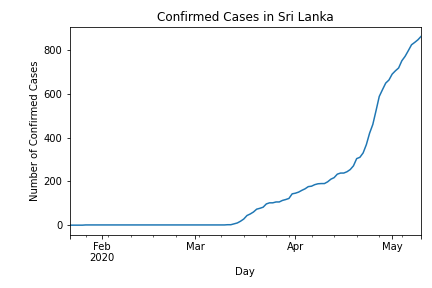 Confirmed Cases in Sri Lanka
Number of Confirmed Cases
800
600
400
200
0
Feb
2020
Mar
Apr
May
Day